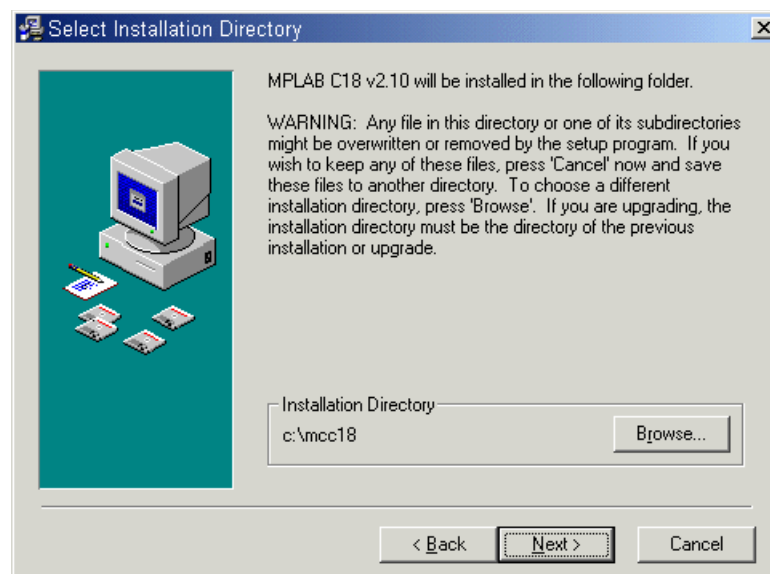 Select Installation Directory
MPLAB C18 v2.10 will be installed in the following folder.
WARNING: Any file in this directory or one of its subdirectories
might be overwritten or removed by the setup program. If you
wish to keep any of these files, press 'Cancel' now and save
these files to another directory. To choose a different
installation directory, press 'Browse'. If you are upgrading, the
installation directory must be the directory of the previous
installation or upgrade.
Installation Directory
c:\mcc18
Browse...
< Back
Next >
Cancel